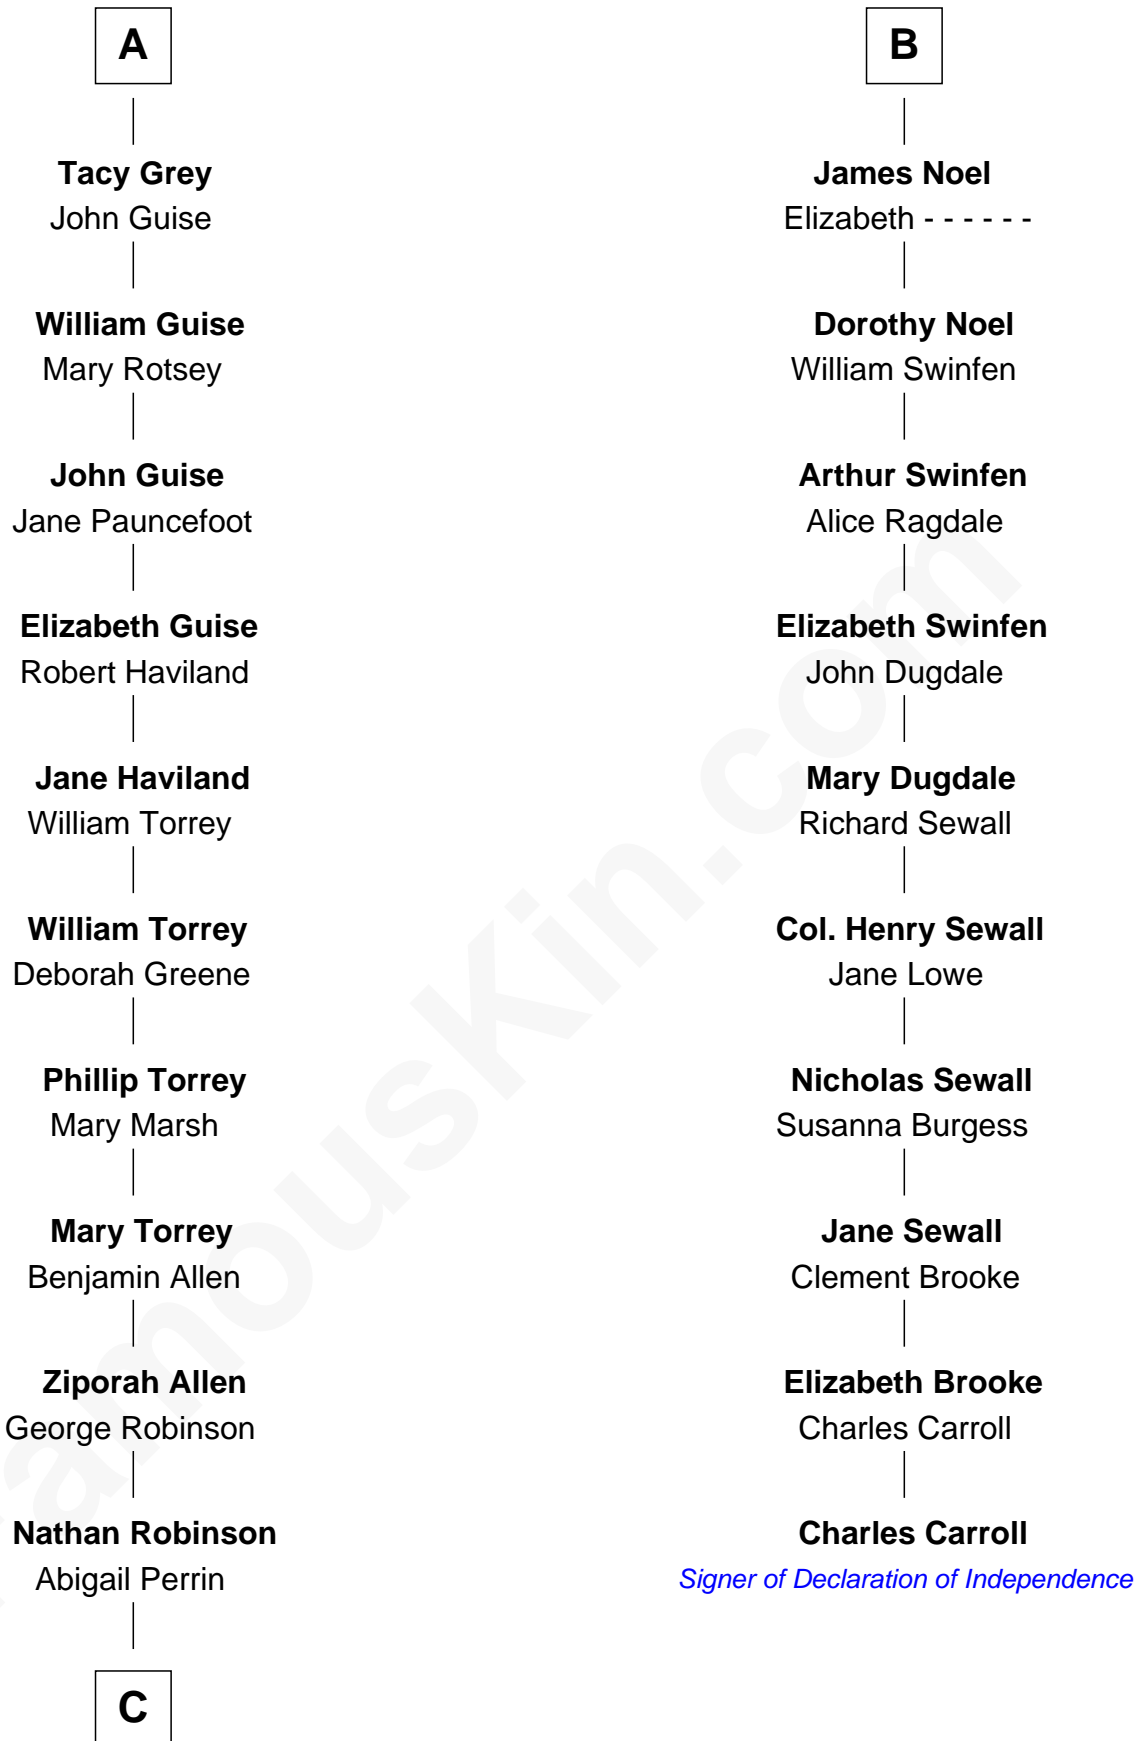 A
Tacy Grey
John Guise
William Guise
Mary Rotsey
John Guise
Jane Pauncefoot
Elizabeth Guise
Robert Haviland
Jane Haviland
William Torrey
William Torrey
Deborah Greene
Phillip Torrey
Mary Marsh
Mary Torrey
Benjamin Allen
Ziporah Allen
George Robinson
Nathan Robinson
Abigail Perrin
C
B
James Noel
Elizabeth - - - - - -
Dorothy Noel
William Swinfen
Arthur Swinfen
Alice Ragdale
Elizabeth Swinfen
John Dugdale
Mary Dugdale
Richard Sewall
Col. Henry Sewall
Jane Lowe
Nicholas Sewall
Susanna Burgess
Jane Sewall
Clement Brooke
Elizabeth Brooke
Charles Carroll
Charles Carroll
Signer of Declaration of Independence
FamousKin.com